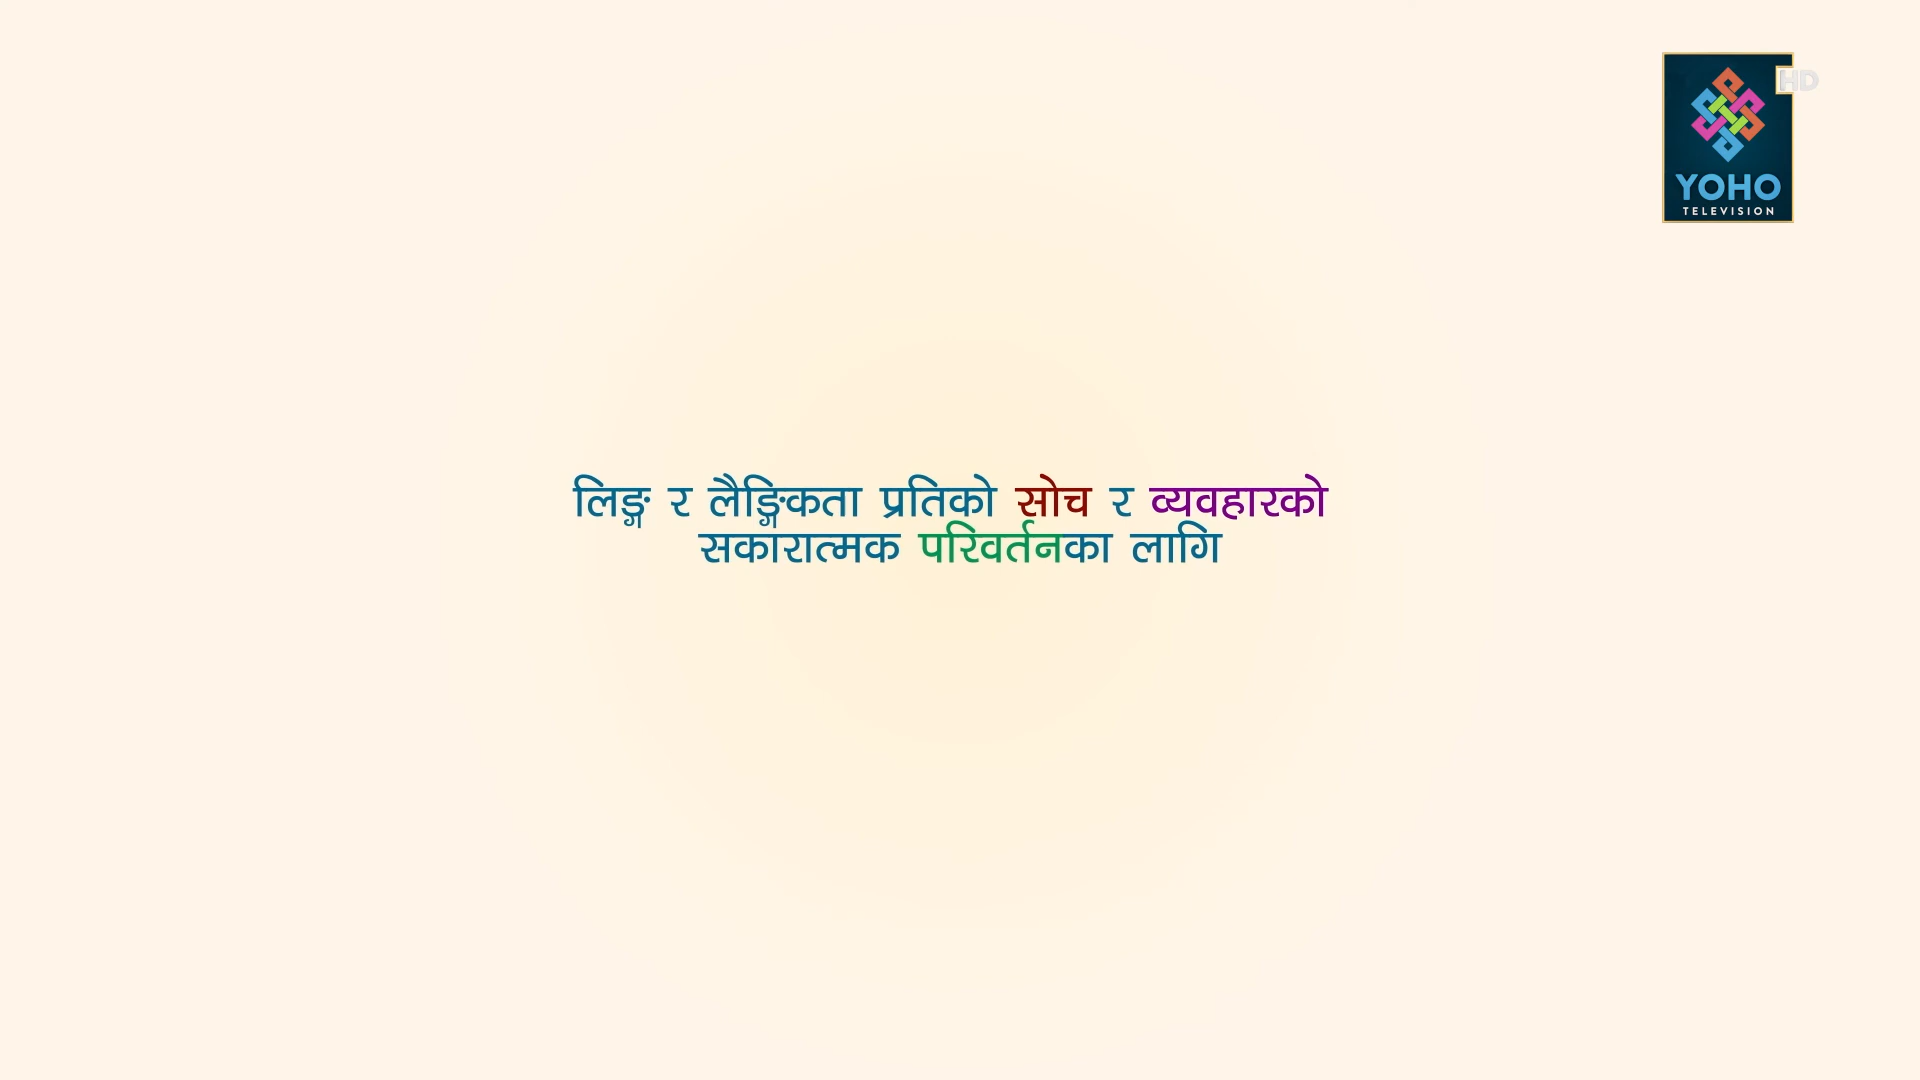 HD
YOHO
TELEVISION
लिङ्ग र लैङ्गिकता प्रतिको सोच र व्यवहारको
सकारात्मक परिवर्तनका लागि